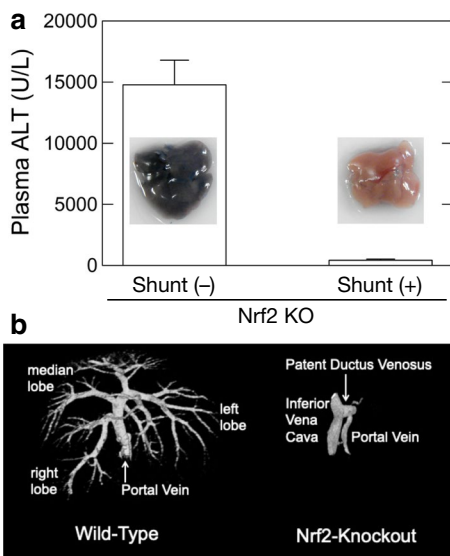 a
Plasma ALT (U/L)
20000
15000
10000
5000
0
Shunt (–)
Shunt (+)
Nrf2 KO
b
median
lobe
left
lobe
right
lobe
Portal Vein
Wild-Type
Patent Ductus Venosus
Inferior
Vena
Cava
Portal Vein
Nrf2-Knockout